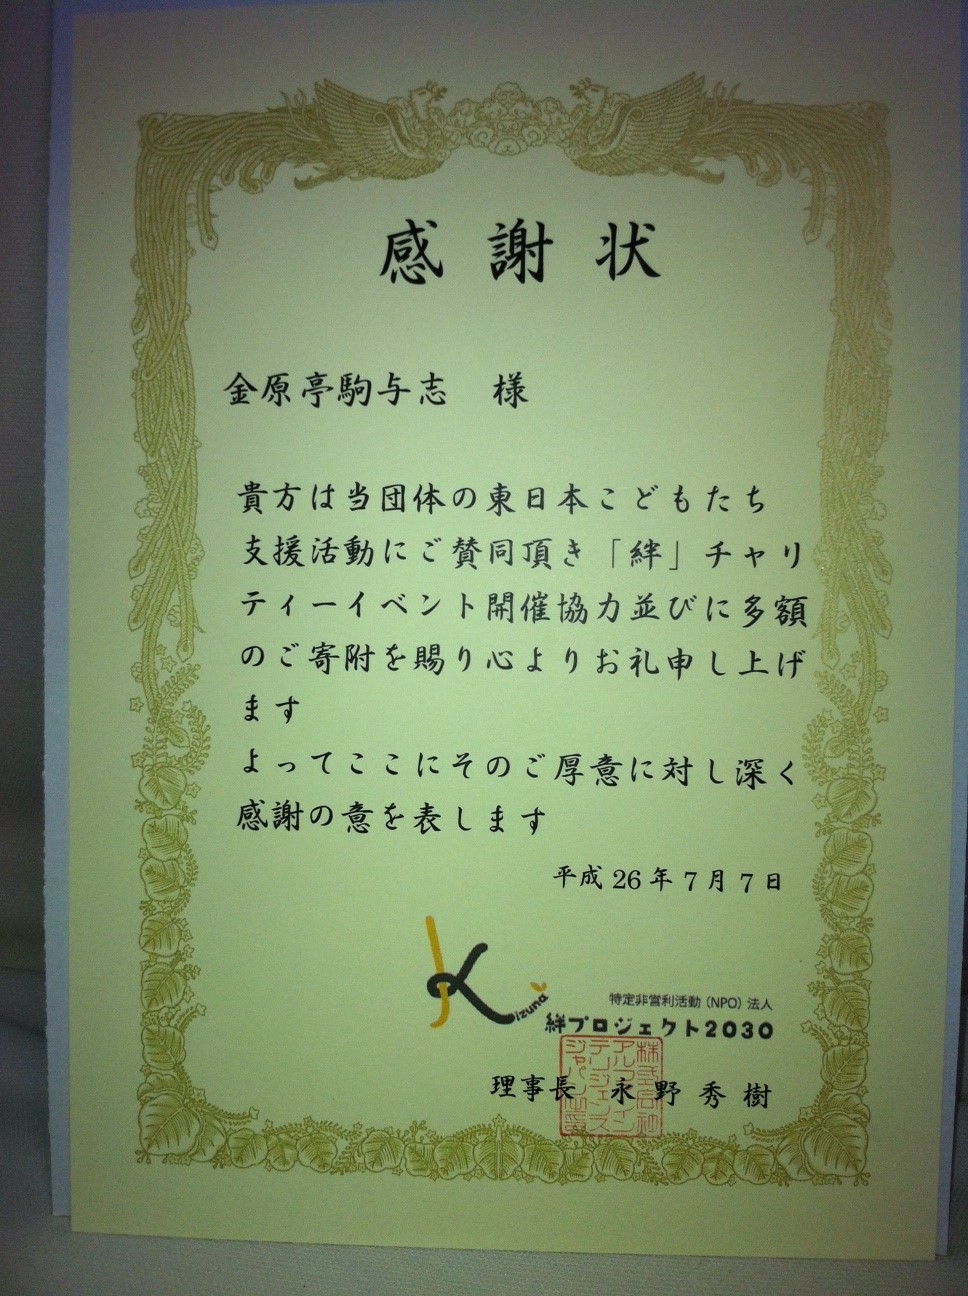 感謝状
金原亭駒与志 様
貴方は当団体の東日本こどもたち
支援活動にご賛同頂き「絆」チャリ
ティーイベント開催協力並びに多額
のご寄附を賜り心よりお礼申し上げ
ます
よってここにそのご厚意に対し深く
感謝の意を表します
平成26年7月7日
Kizuna
特定非営利活動(NPO)法人
絆プロジェクト2030
理事長 永野秀樹